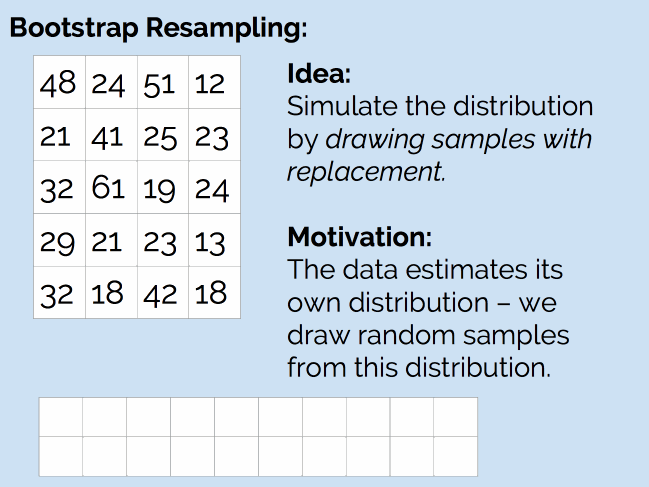 Bootstrap Resampling:
48 24 51 12
21 41 25 23
32 61 19 24
29 21 23 13
32 18 42 18
Idea:
Simulate the distribution
by drawing samples with
replacement.
Motivation:
The data estimates its
own distribution – we
draw random samples
from this distribution.